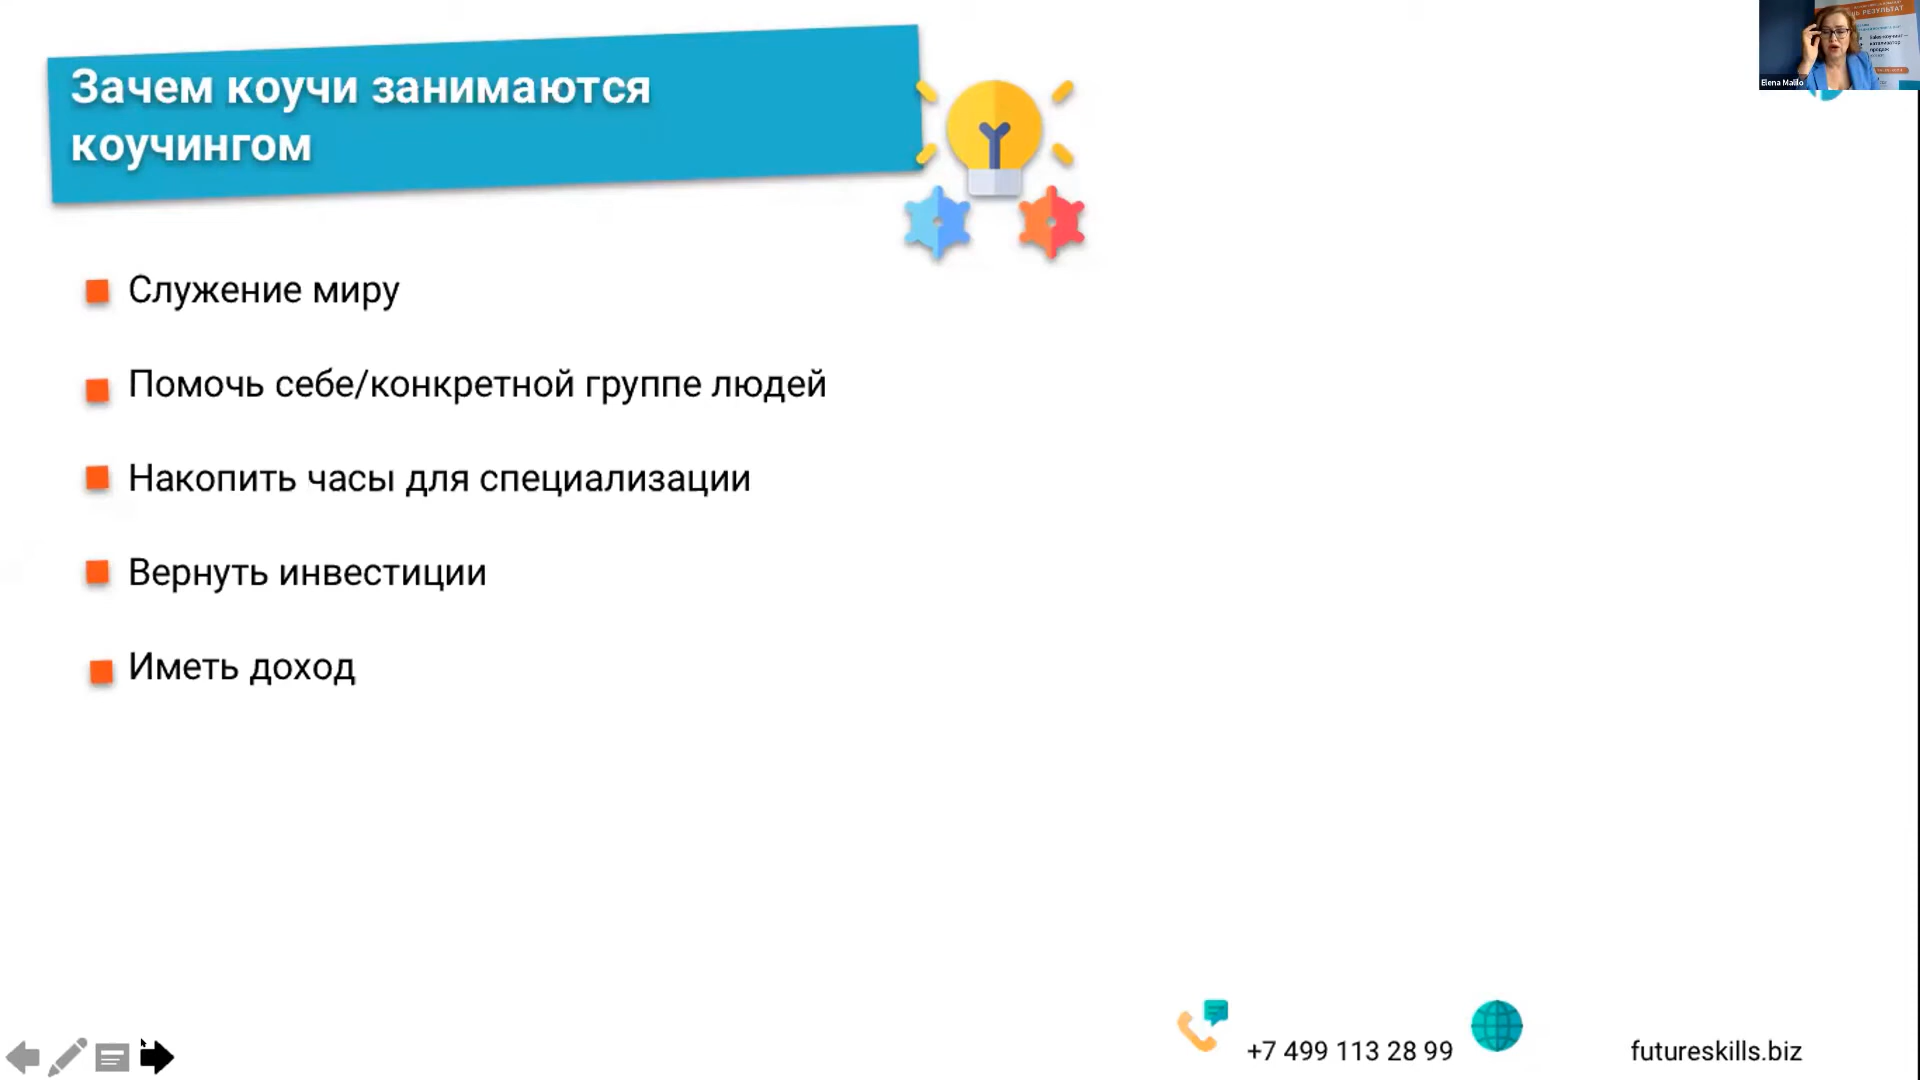 Зачем коучи занимаются
коучингом
Служение миру
Помочь себе/конкретной группе людей
Накопить часы для специализации
Вернуть инвестиции
Иметь доход
+7 499 113 28 99
futureskills.biz
РЕЗУЛЬТАТ